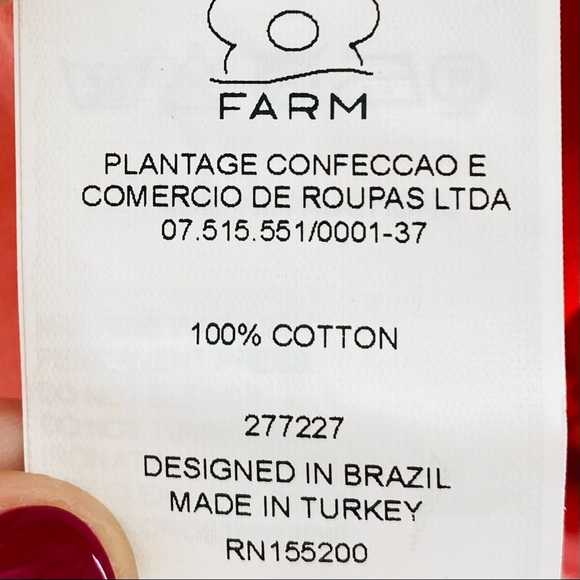 FARM
PLANTAGE CONFECCAO E
COMERCIO DE ROUPAS LTDA
07.515.551/0001-37
100% COTTON
277227
DESIGNED IN BRAZIL
MADE IN TURKEY
RN155200